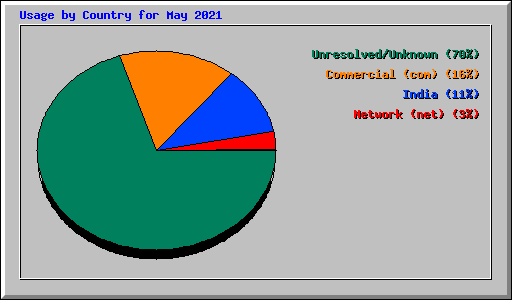 Usage by Country for May 2021
Unresolved/Unknown (70%)
Commercial (com) (16%)
India (11%)
Network (net) (3%)